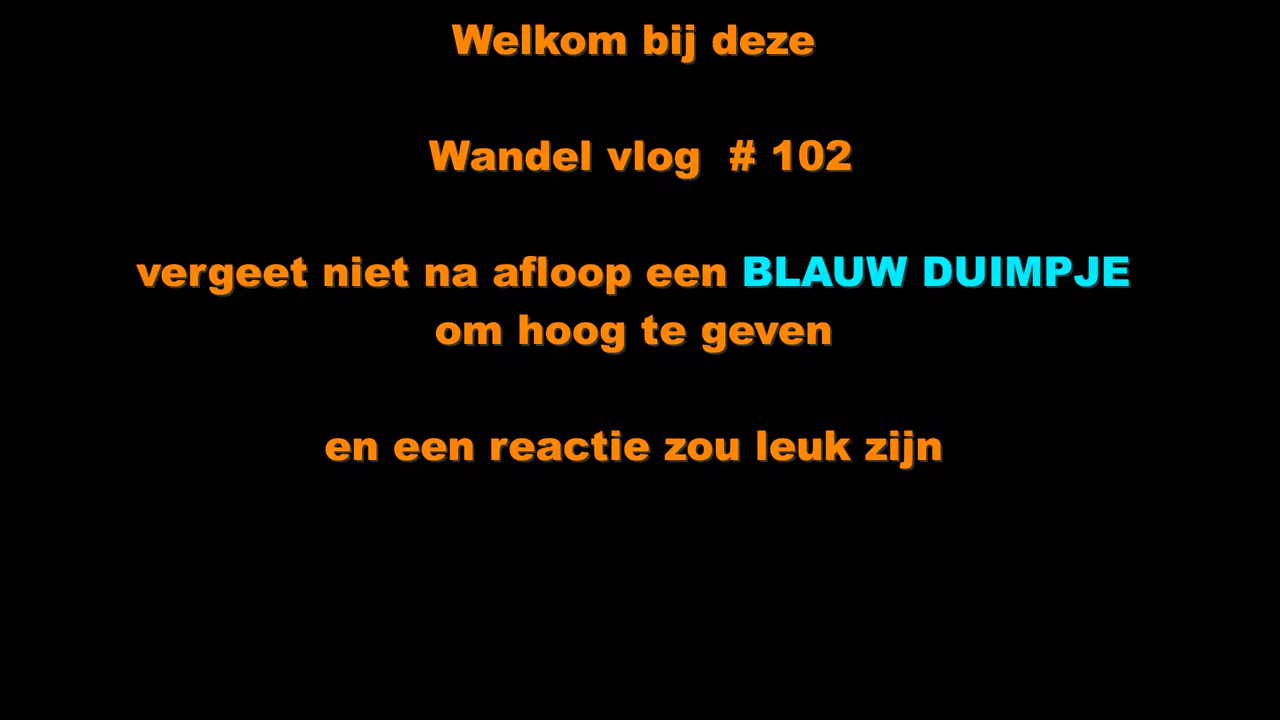 Welkom bij deze
Wandel vlog # 102
vergeet niet na afloop een BLAUW DUIMPJE
om hoog te geven
en een reactie zou leuk zijn